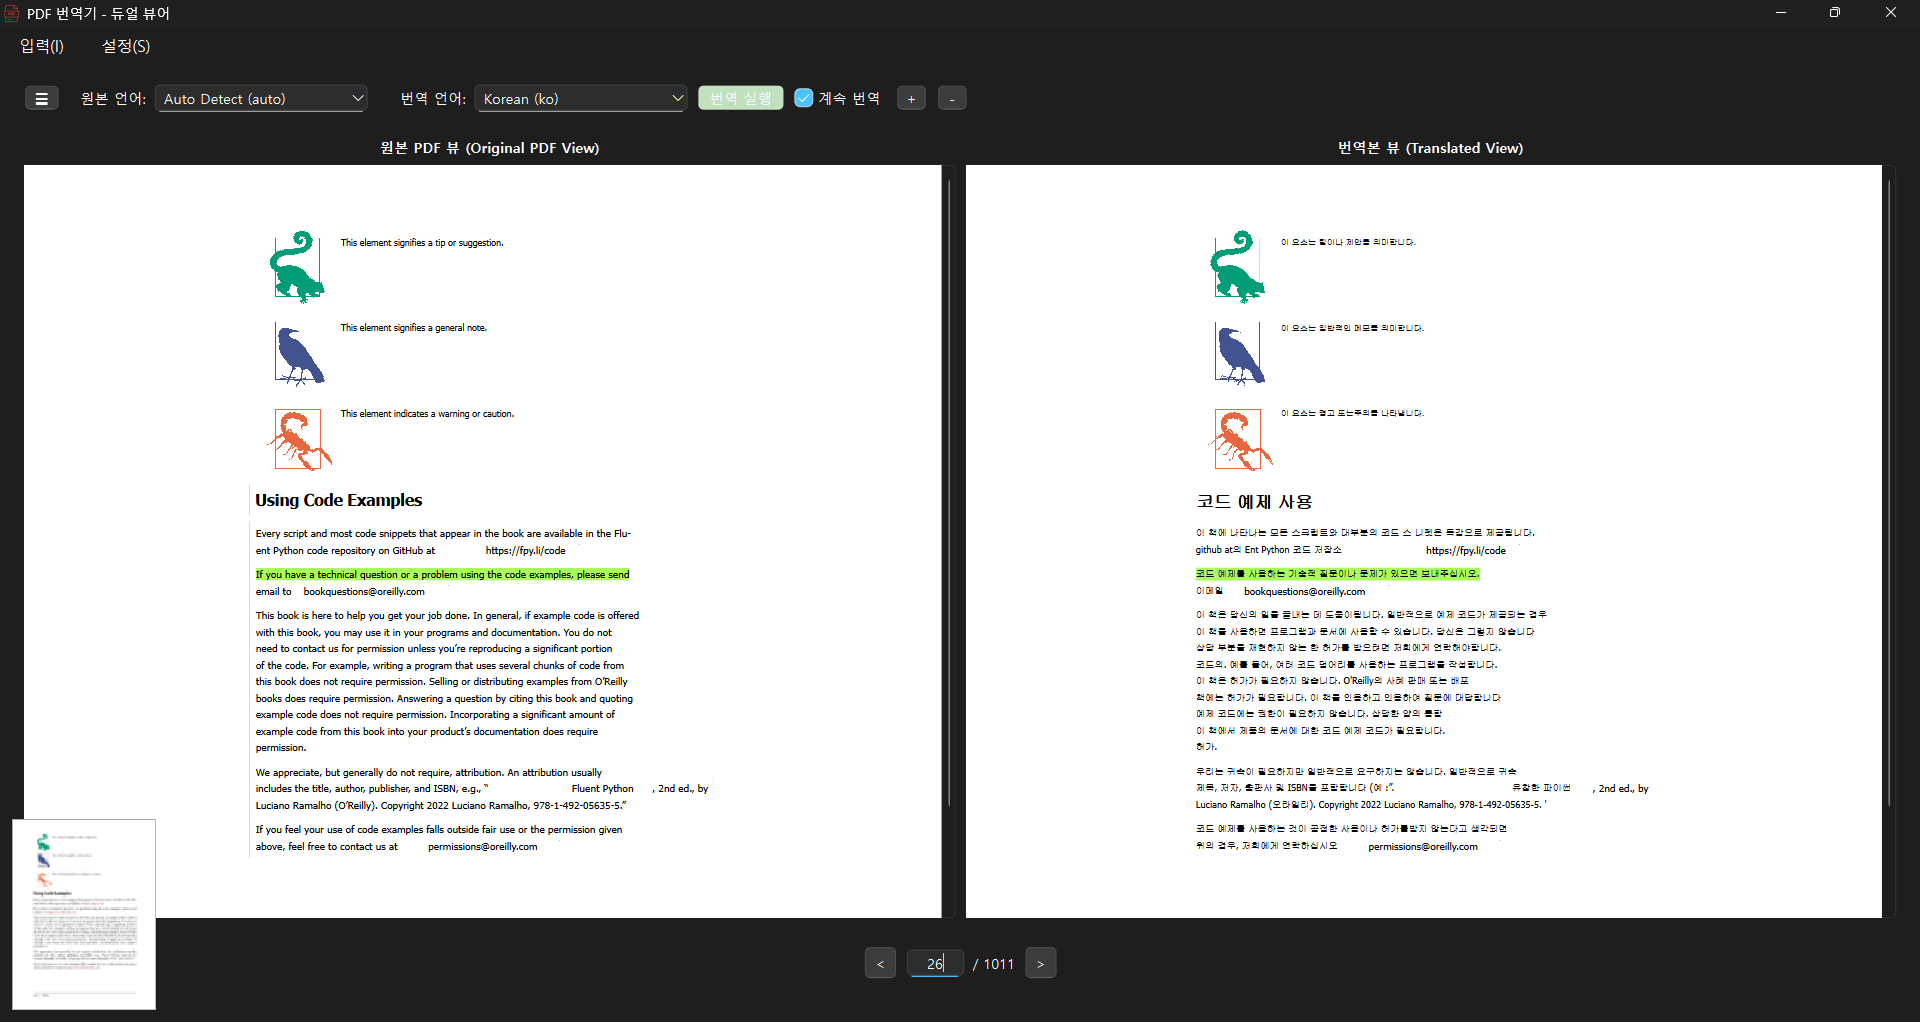 PDF 번역기 - 듀얼 뷰어
입력(I) 설정(S)
원본 언어: Auto Detect (auto) 번역 언어: Korean (ko) 번역 실행 계속 번역 + -
원본 PDF 뷰 (Original PDF View)
This element signifies a tip or suggestion.
This element signifies a general note.
This element indicates a warning or caution.
Using Code Examples
Every script and most code snippets that appear in the book are available in the Flu-
ent Python code repository on GitHub at https://fpy.li/code
If you have a technical question or a problem using the code examples, please send
email to bookquestions@oreilly.com
This book is here to help you get your job done. In general, if example code is offered
with this book, you may use it in your programs and documentation. You do not
need to contact us for permission unless you’re reproducing a significant portion
of the code. For example, writing a program that uses several chunks of code from
this book does not require permission. Selling or distributing examples from O’Reilly
books does require permission. Answering a question by citing this book and quoting
example code does not require permission. Incorporating a significant amount of
example code from this book into your product’s documentation does require
permission.
We appreciate, but generally do not require, attribution. An attribution usually
includes the title, author, publisher, and ISBN, e.g., “ Fluent Python , 2nd ed., by
Luciano Ramalho (O’Reilly). Copyright 2022 Luciano Ramalho, 978-1-492-05635-5.”
If you feel your use of code examples falls outside fair use or the permission given
above, feel free to contact us at permissions@oreilly.com
번역본 뷰 (Translated View)
이 요소는 팁이나 제안을 의미합니다.
이 요소는 일반적인 메모를 의미합니다.
이 요소는 경고 또는주의를 나타냅니다.
코드 예제 사용
이 책에 나타나는 모든 스크립트와 대부분의 코드 스 니펫은 독감으로 제공됩니다.
github at의 Ent Python 코드 저장소 https://fpy.li/code
코드 예제를 사용하는 기술적 질문이나 문제가 있으면 보내주십시오.
이메일 bookquestions@oreilly.com
이 책은 당신의 일을 끝내는 데 도움이됩니다. 일반적으로 예제 코드가 제공되는 경우
이 책을 사용하면 프로그램과 문서에 사용할 수 있습니다. 당신은 그렇지 않습니다
상당 부분을 재현하지 않는 한 허가를 받으려면 저희에게 연락해야합니다.
코드의. 예를 들어, 여러 코드 덩어리를 사용하는 프로그램을 작성합니다.
이 책은 허가가 필요하지 않습니다. O’Reilly의 사례 판매 또는 배포
책에는 허가가 필요합니다. 이 책을 인용하고 인용하여 질문에 대답합니다
예제 코드에는 권한이 필요하지 않습니다. 상당한 양의 통합
이 책에서 제품의 문서에 대한 코드 예제 코드가 필요합니다.
허가.
우리는 귀속이 필요하지만 일반적으로 요구하지는 않습니다. 일반적으로 귀속
제목, 저자, 출판사 및 ISBN을 포함합니다 (예 :”. 유창한 파이썬 , 2nd ed., by
Luciano Ramalho (오라일리). Copyright 2022 Luciano Ramalho, 978-1-492-05635-5. '
코드 예제를 사용하는 것이 공정한 사용이나 허가를받지 않는다고 생각되면
위의 경우, 저희에게 연락하십시오 permissions@oreilly.com
< 26 / 1011 >